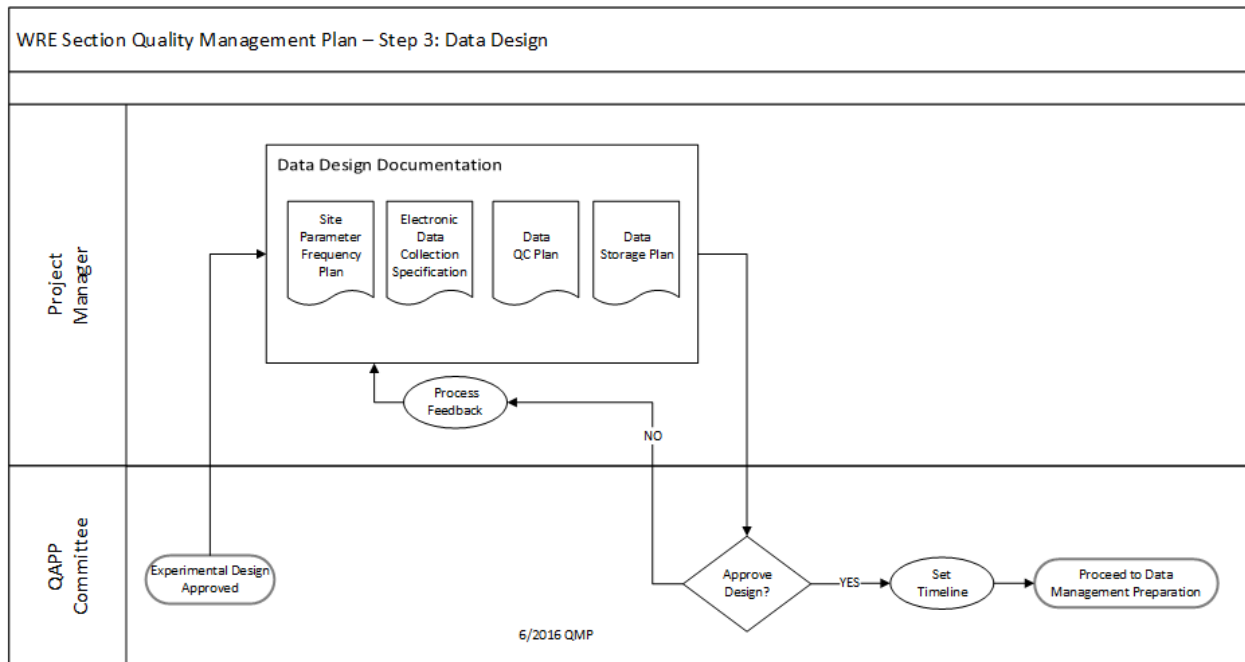 WRE Section Quality Management Plan – Step 3: Data Design
Project
Manager
Data Design Documentation
Site
Parameter
Frequency
Plan
Electronic
Data
Collection
Specification
Data
QC Plan
Data
Storage Plan
Process
Feedback
NO
QAPP
Committee
Experimental Design
Approved
Approve
Design?
YES
Set
Timeline
Proceed to Data
Management Preparation
6/2016 QMP